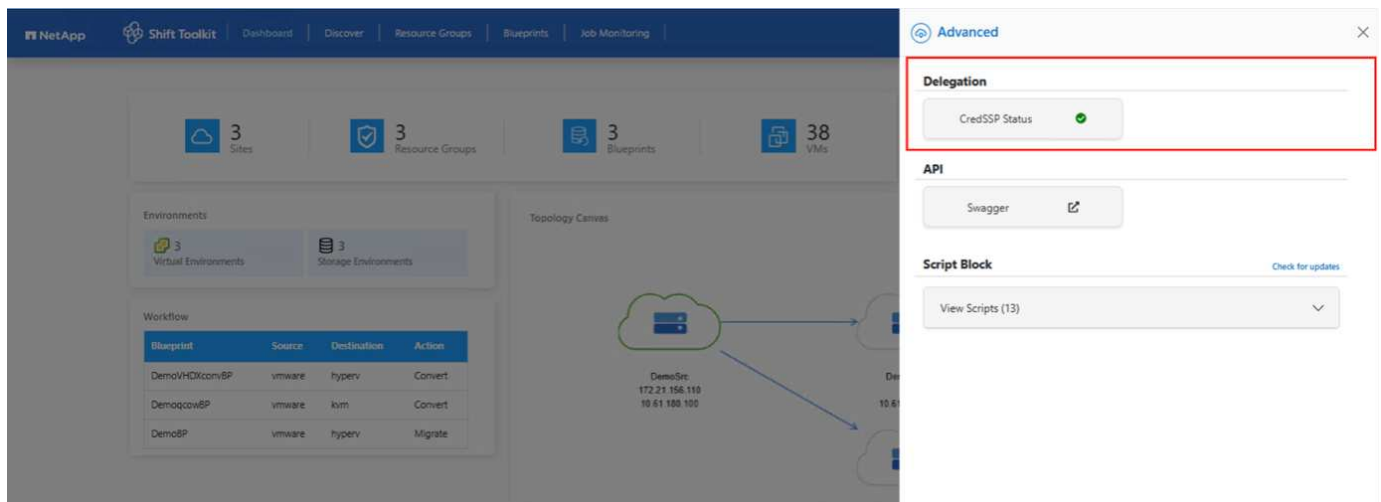 NetApp
Shift Toolkit
Dashboard
Discover
Resource Groups
Blueprints
Job Monitoring
3
Sites
3
Resource Groups
3
Blueprints
38
VMs
Environments
3
Virtual Environments
3
Storage Environments
Workflow
Blueprint Source Destination Action
DemoVHDXconvBP vmware hyperv Convert
DemoqcowBP vmware kvm Convert
DemoBP vmware hyperv Migrate
Topology Canvas
DemoSrc
172.21.156.110
10.61.180.100
De
10.61
Advanced
Delegation
CredSSP Status
API
Swagger
Script Block
Check for updates
View Scripts (13)